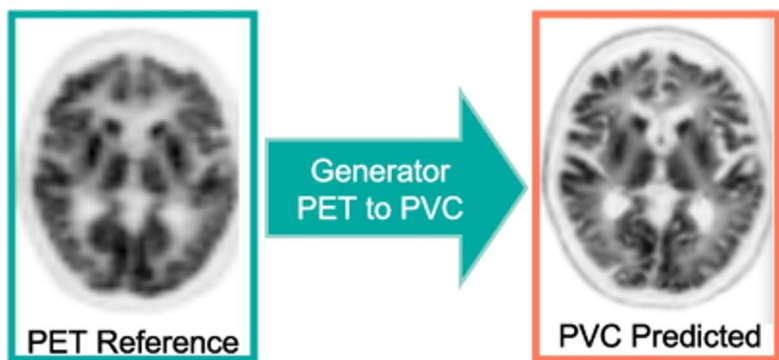 Generator
PET to PVC
PET Reference
PVC Predicted